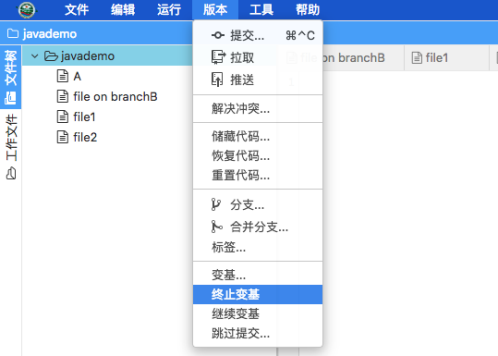 文件 编辑 运行 版本 工具 帮助
javademo
文件树
工作文件
javademo
A
file on branchB
file1
file2
提交... ⌘^C
拉取
推送
解决冲突...
储藏代码...
恢复代码...
重置代码...
分支...
合并分支...
标签...
变基...
终止变基
继续变基
跳过提交...
file on branchB
file1